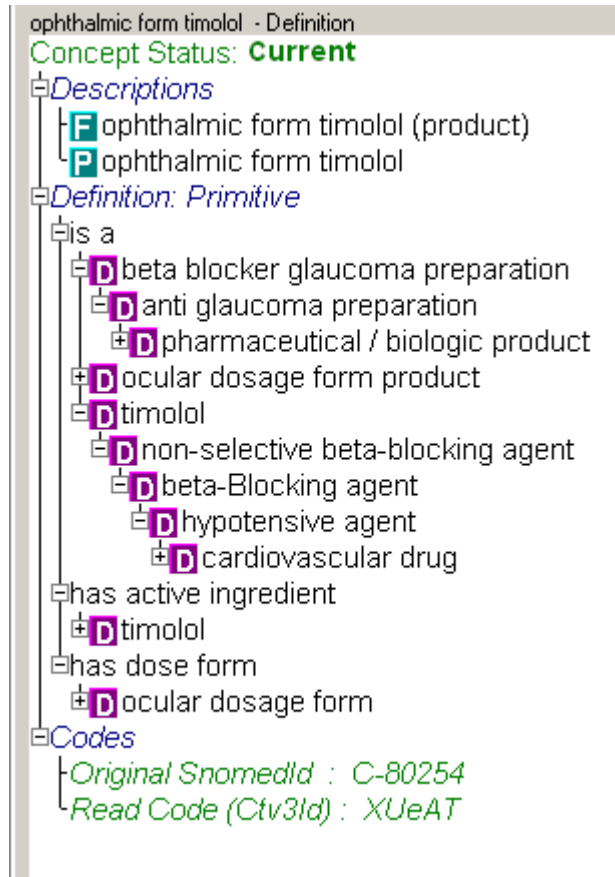 ophthalmic form timolol - Definition
Concept Status: Current
Descriptions
F ophthalmic form timolol (product)
P ophthalmic form timolol
Definition: Primitive
is a
D beta blocker glaucoma preparation
D anti glaucoma preparation
D pharmaceutical / biologic product
D ocular dosage form product
D timolol
D non-selective beta-blocking agent
D beta-Blocking agent
D hypotensive agent
D cardiovascular drug
has active ingredient
D timolol
has dose form
D ocular dosage form
Codes
Original SnomedId : C-80254
Read Code (Ctv3Id) : XUeAT